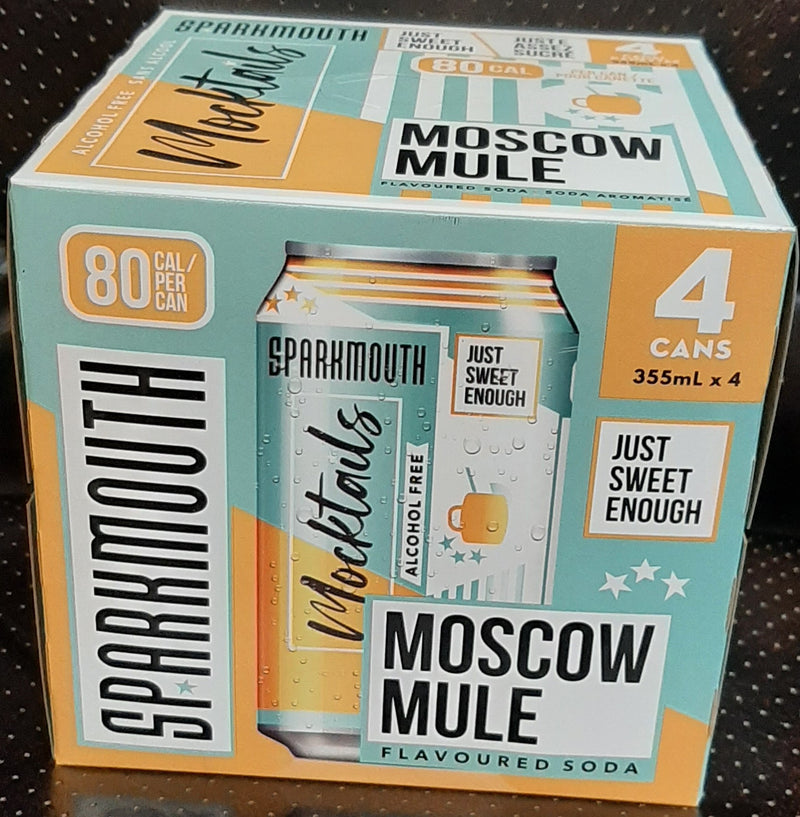 SPARKMOUTH
Mocktails
ALCOHOL FREE SANS ALCOOL
JUST
SWEET
ENOUGH
JUSTE
ASSEZ
SUCRÉ
4
80 CAL
MOSCOW
MULE
FLAVOURED SODA - SODA AROMATISÉ
80 CAL/
PER
CAN
SPARKMOUTH
SPARKMOUTH
Mocktails
ALCOHOL FREE
JUST
SWEET
ENOUGH
MOSCOW
MULE
FLAVOURED SODA
4
CANS
355mL x 4
JUST
SWEET
ENOUGH